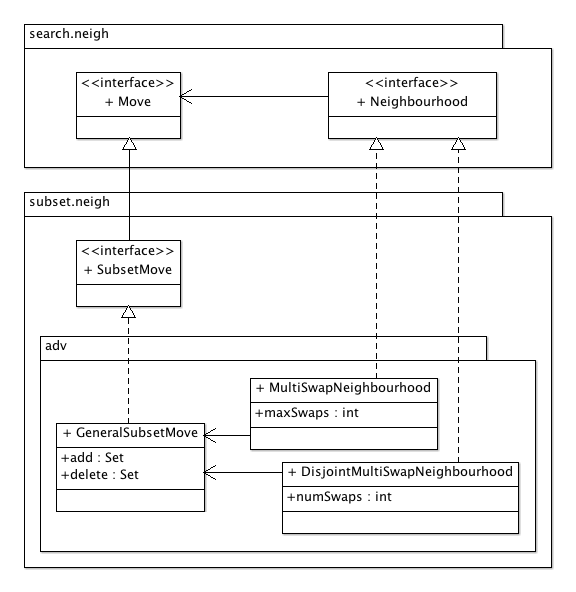 search.neigh
<<interface>>
+ Move
<<interface>>
+ Neighbourhood
subset.neigh
<<interface>>
+ SubsetMove
adv
+ MultiSwapNeighbourhood
+maxSwaps : int
+ GeneralSubsetMove
+add : Set
+delete : Set
+ DisjointMultiSwapNeighbourhood
+numSwaps : int